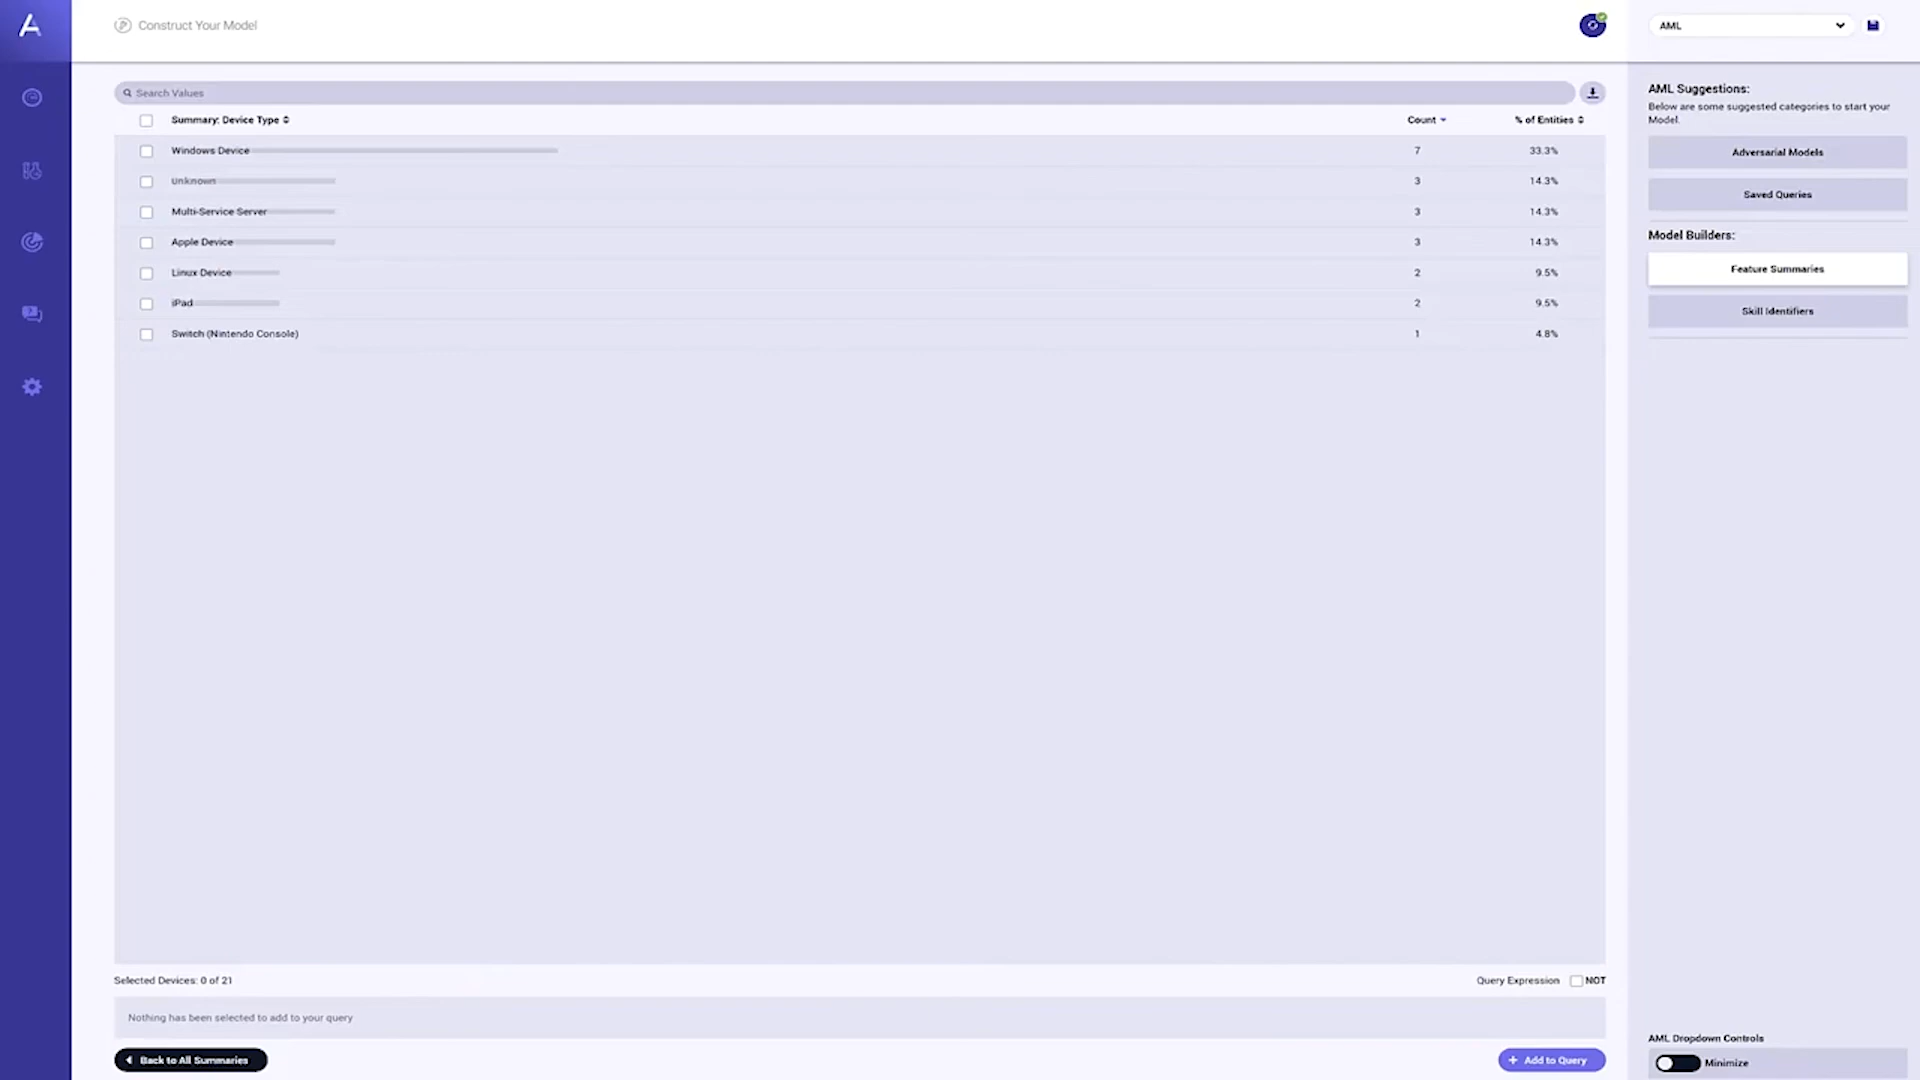 Construct Your Model
AML
Search Values
Summary: Device Type
Count
% of Entities
Windows Device
7
33.3%
Unknown
3
14.3%
Multi-Service Server
3
14.3%
Apple Device
3
14.3%
Linux Device
2
9.5%
iPad
2
9.5%
Switch (Nintendo Console)
1
4.8%
Selected Devices: 0 of 21
Query Expression
NOT
Nothing has been selected to add to your query
Back to All Summaries
+ Add to Query
AML Suggestions:
Below are some suggested categories to start your
Model.
Adversarial Models
Saved Queries
Model Builders:
Feature Summaries
Skill Identifiers
AML Dropdown Controls
Minimize